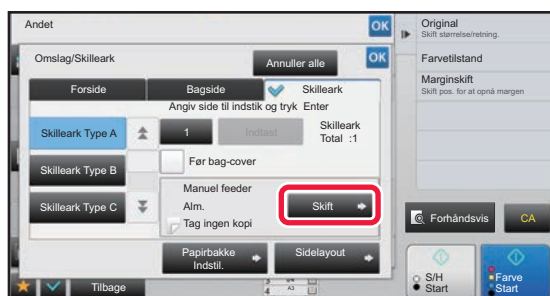 Andet
OK
Omslag/Skilleark
Annuller alle
OK
Forside
Bagside
Skilleark
Angiv side til indstik og tryk Enter
Skilleark Type A
1
Indtast
Skilleark
Total :1
Skilleark Type B
Før bag-cover
Skilleark Type C
Manuel feeder
Alm.
Tag ingen kopi
Skift
Papirbakke
Indstil.
Sidelayout
Tilbage
4
A3
Original
Skift størrelse/retning.
Farvetilstand
Marginskift
Skift pos. for at opnå margen
Forhåndsvis
CA
S/H
Start
Farve
Start